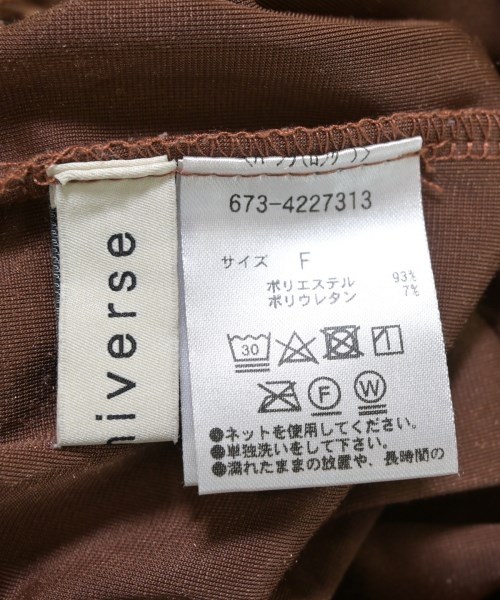 niverse
673-4227313
サイズ F
ポリエステル 93%
ポリウレタン 7%
30
F
W
●ネットを使用してください。
●単独洗いをして下さい。
●濡れたままの放置や、長時間の